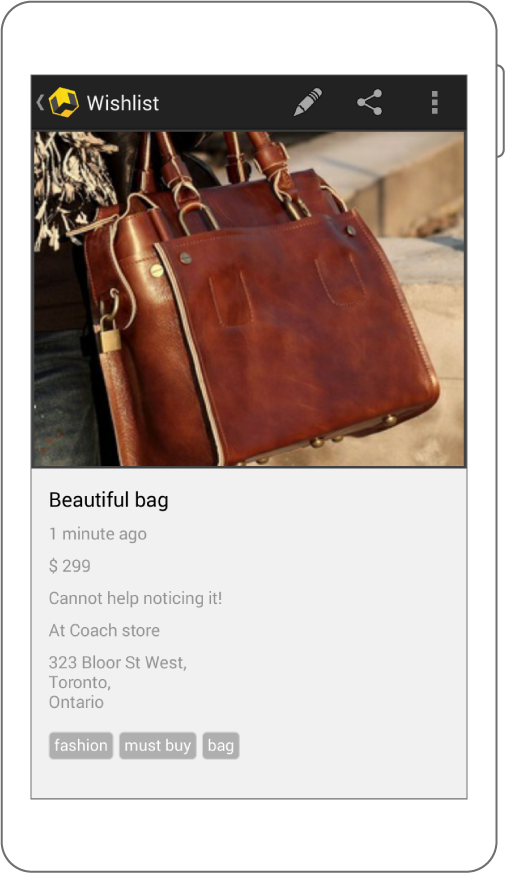 Wishlist
Beautiful bag
1 minute ago
$ 299
Cannot help noticing it!
At Coach store
323 Bloor St West,
Toronto,
Ontario
fashion must buy bag